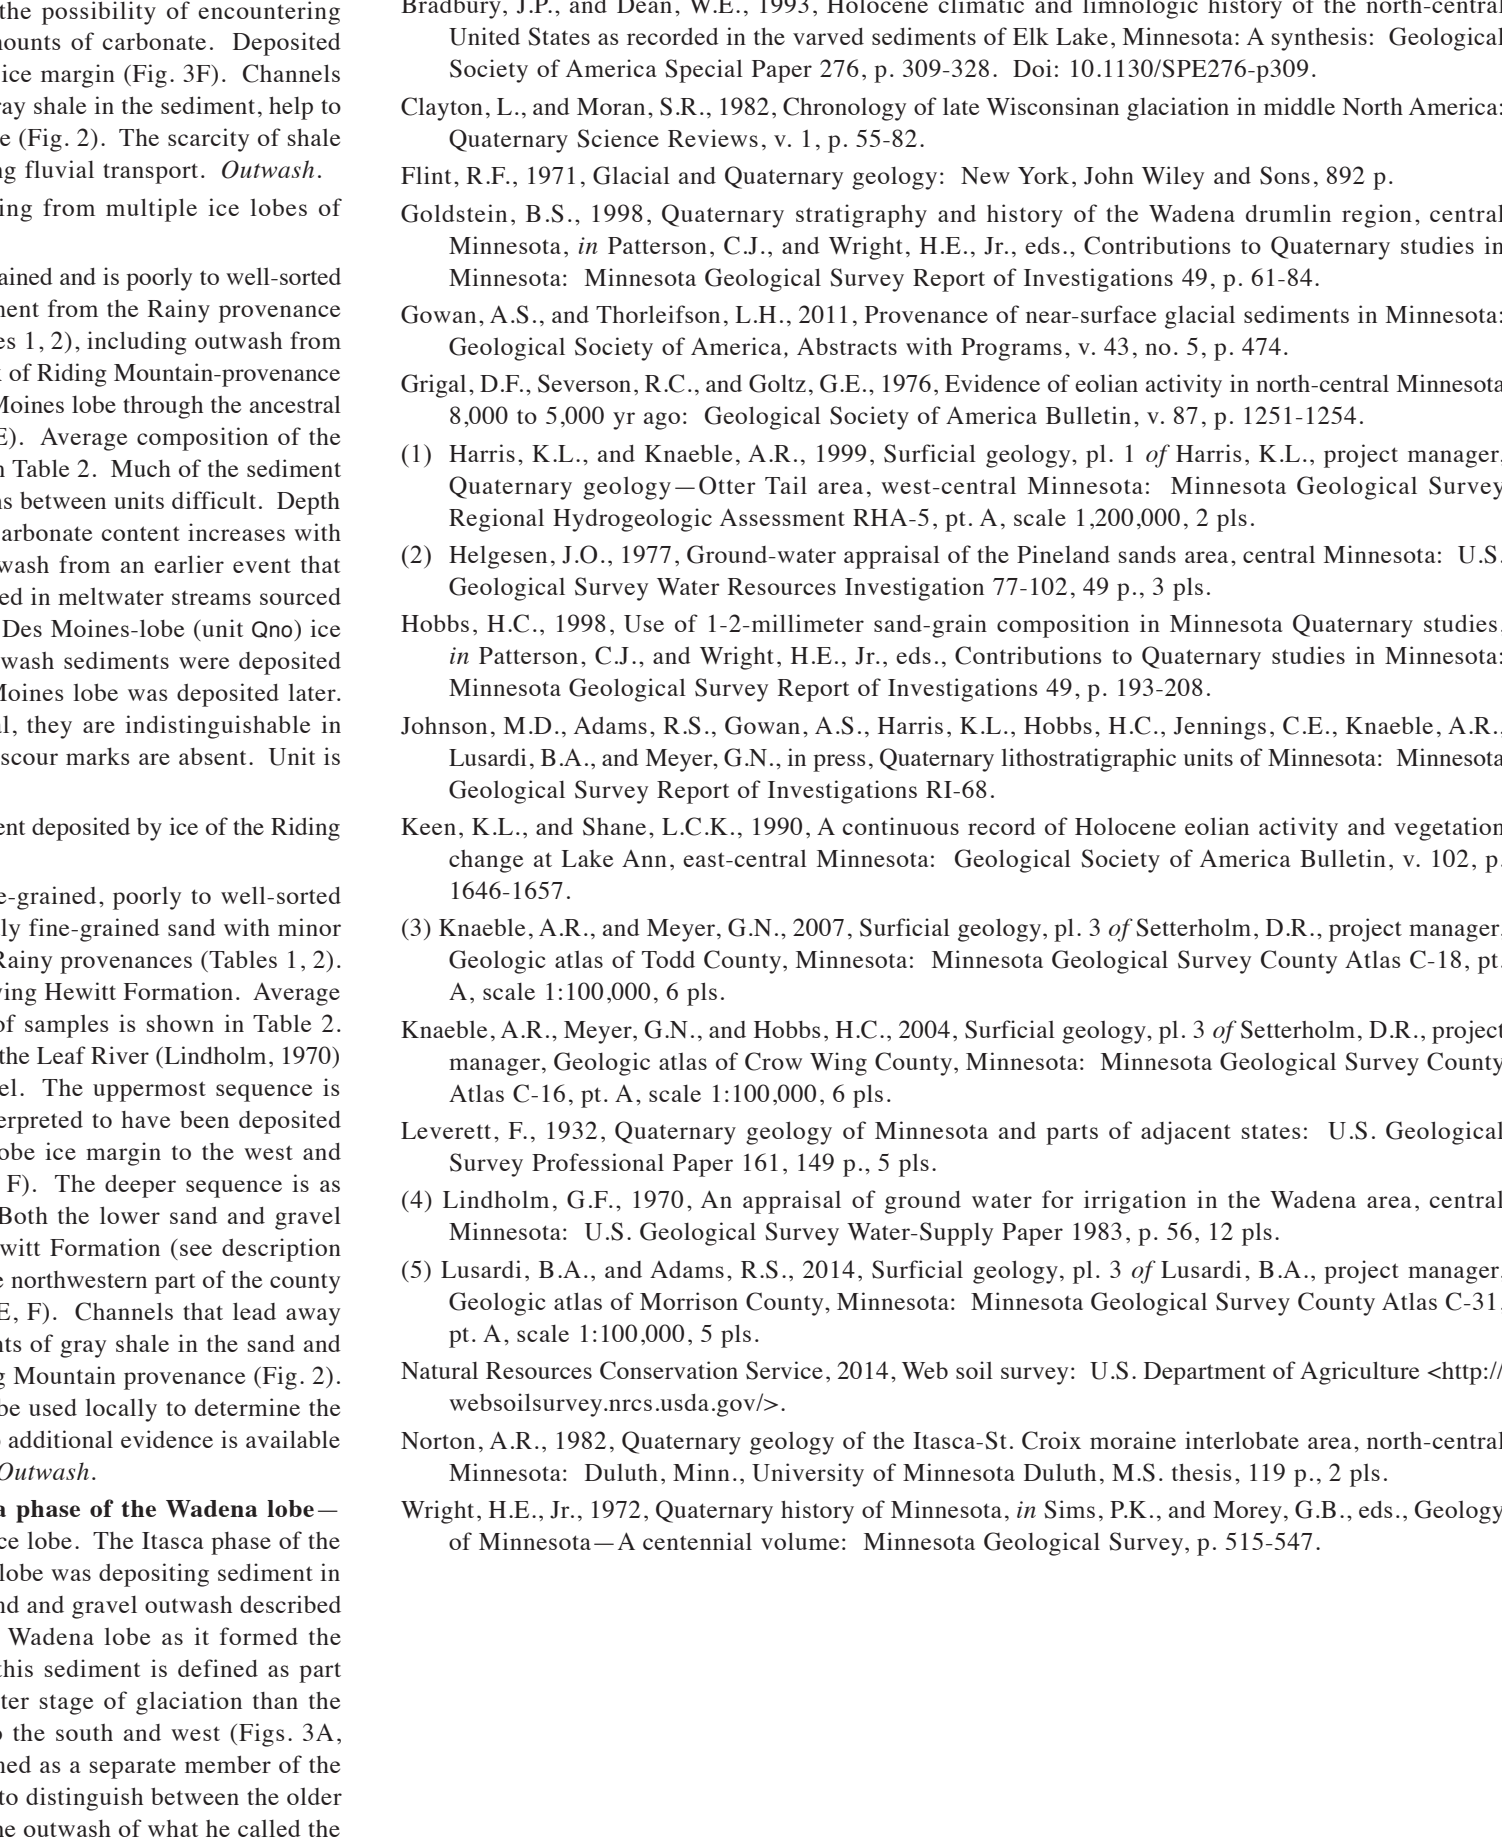 the possibility of encountering
nounts of carbonate. Deposited
ice margin (Fig. 3F). Channels
ray shale in the sediment, help to
e (Fig. 2). The scarcity of shale
ng fluvial transport. Outwash.
ing from multiple ice lobes of
ained and is poorly to well-sorted
nent from the Rainy provenance
es 1, 2), including outwash from
k of Riding Mountain-provenance
Moines lobe through the ancestral
E). Average composition of the
n Table 2. Much of the sediment
ns between units difficult. Depth
arbonate content increases with
wash from an earlier event that
ed in meltwater streams sourced
Des Moines-lobe (unit Qno) ice
wash sediments were deposited
Moines lobe was deposited later.
al, they are indistinguishable in
scour marks are absent. Unit is
ent deposited by ice of the Riding
e-grained, poorly to well-sorted
ly fine-grained sand with minor
Rainy provenances (Tables 1, 2).
ying Hewitt Formation. Average
of samples is shown in Table 2.
the Leaf River (Lindholm, 1970)
el. The uppermost sequence is
erpreted to have been deposited
obe ice margin to the west and
F). The deeper sequence is as
Both the lower sand and gravel
witt Formation (see description
e northwestern part of the county
E, F). Channels that lead away
nts of gray shale in the sand and
g Mountain provenance (Fig. 2).
be used locally to determine the
additional evidence is available
Outwash.
a phase of the Wadena lobe—
ce lobe. The Itasca phase of the
lobe was depositing sediment in
nd and gravel outwash described
Wadena lobe as it formed the
this sediment is defined as part
ter stage of glaciation than the
o the south and west (Figs. 3A,
ned as a separate member of the
to distinguish between the older
ne outwash of what he called the
Bradbury, J.P., and Dean, W.E., 1993, Holocene climatic and limnologic history of the north-central
United States as recorded in the varved sediments of Elk Lake, Minnesota: A synthesis: Geological
Society of America Special Paper 276, p. 309-328. Doi: 10.1130/SPE276-p309.
Clayton, L., and Moran, S.R., 1982, Chronology of late Wisconsinan glaciation in middle North America:
Quaternary Science Reviews, v. 1, p. 55-82.
Flint, R.F., 1971, Glacial and Quaternary geology: New York, John Wiley and Sons, 892 p.
Goldstein, B.S., 1998, Quaternary stratigraphy and history of the Wadena drumlin region, central
Minnesota, in Patterson, C.J., and Wright, H.E., Jr., eds., Contributions to Quaternary studies in
Minnesota: Minnesota Geological Survey Report of Investigations 49, p. 61-84.
Gowan, A.S., and Thorleifson, L.H., 2011, Provenance of near-surface glacial sediments in Minnesota:
Geological Society of America, Abstracts with Programs, v. 43, no. 5, p. 474.
Grigal, D.F., Severson, R.C., and Goltz, G.E., 1976, Evidence of eolian activity in north-central Minnesota
8,000 to 5,000 yr ago: Geological Society of America Bulletin, v. 87, p. 1251-1254.
(1) Harris, K.L., and Knaeble, A.R., 1999, Surficial geology, pl. 1 of Harris, K.L., project manager,
Quaternary geology—Otter Tail area, west-central Minnesota: Minnesota Geological Survey
Regional Hydrogeologic Assessment RHA-5, pt. A, scale 1,200,000, 2 pls.
(2) Helgesen, J.O., 1977, Ground-water appraisal of the Pineland sands area, central Minnesota: U.S.
Geological Survey Water Resources Investigation 77-102, 49 p., 3 pls.
Hobbs, H.C., 1998, Use of 1-2-millimeter sand-grain composition in Minnesota Quaternary studies,
in Patterson, C.J., and Wright, H.E., Jr., eds., Contributions to Quaternary studies in Minnesota:
Minnesota Geological Survey Report of Investigations 49, p. 193-208.
Johnson, M.D., Adams, R.S., Gowan, A.S., Harris, K.L., Hobbs, H.C., Jennings, C.E., Knaeble, A.R.,
Lusardi, B.A., and Meyer, G.N., in press, Quaternary lithostratigraphic units of Minnesota: Minnesota
Geological Survey Report of Investigations RI-68.
Keen, K.L., and Shane, L.C.K., 1990, A continuous record of Holocene eolian activity and vegetation
change at Lake Ann, east-central Minnesota: Geological Society of America Bulletin, v. 102, p.
1646-1657.
(3) Knaeble, A.R., and Meyer, G.N., 2007, Surficial geology, pl. 3 of Setterholm, D.R., project manager,
Geologic atlas of Todd County, Minnesota: Minnesota Geological Survey County Atlas C-18, pt.
A, scale 1:100,000, 6 pls.
Knaeble, A.R., Meyer, G.N., and Hobbs, H.C., 2004, Surficial geology, pl. 3 of Setterholm, D.R., project
manager, Geologic atlas of Crow Wing County, Minnesota: Minnesota Geological Survey County
Atlas C-16, pt. A, scale 1:100,000, 6 pls.
Leverett, F., 1932, Quaternary geology of Minnesota and parts of adjacent states: U.S. Geological
Survey Professional Paper 161, 149 p., 5 pls.
(4) Lindholm, G.F., 1970, An appraisal of ground water for irrigation in the Wadena area, central
Minnesota: U.S. Geological Survey Water-Supply Paper 1983, p. 56, 12 pls.
(5) Lusardi, B.A., and Adams, R.S., 2014, Surficial geology, pl. 3 of Lusardi, B.A., project manager,
Geologic atlas of Morrison County, Minnesota: Minnesota Geological Survey County Atlas C-31,
pt. A, scale 1:100,000, 5 pls.
Natural Resources Conservation Service, 2014, Web soil survey: U.S. Department of Agriculture <http://
websoilsurvey.nrcs.usda.gov/>.
Norton, A.R., 1982, Quaternary geology of the Itasca-St. Croix moraine interlobate area, north-central
Minnesota: Duluth, Minn., University of Minnesota Duluth, M.S. thesis, 119 p., 2 pls.
Wright, H.E., Jr., 1972, Quaternary history of Minnesota, in Sims, P.K., and Morey, G.B., eds., Geology
of Minnesota—A centennial volume: Minnesota Geological Survey, p. 515-547.